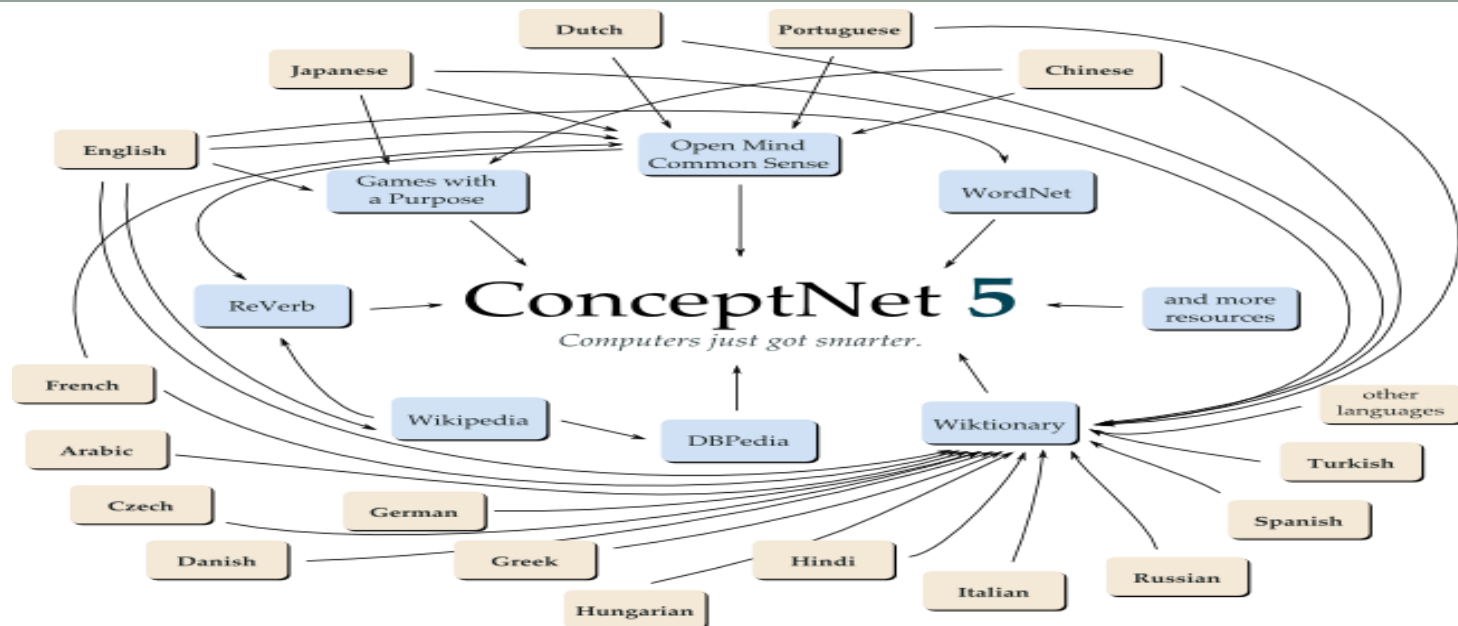 Dutch
Portuguese
Japanese
Chinese
English
Open Mind
Common Sense
Games with
a Purpose
WordNet
ConceptNet 5
ReVerb
and more
resources
Computers just got smarter.
French
other
languages
Wikipedia
DBPedia
Wiktionary
Arabic
Turkish
Czech
German
Spanish
Danish
Greek
Hindi
Russian
Italian
Hungarian